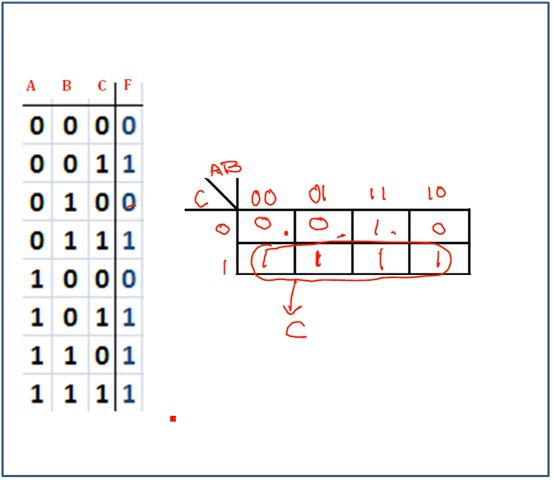 A B C F
0 0 0 0
0 0 1 1
0 1 0 0
0 1 1 1
1 0 0 0
1 0 1 1
1 1 0 1
1 1 1 1
AB
C 00 01 11 10
0 0 0 1 0
1 1 1 1 1
C